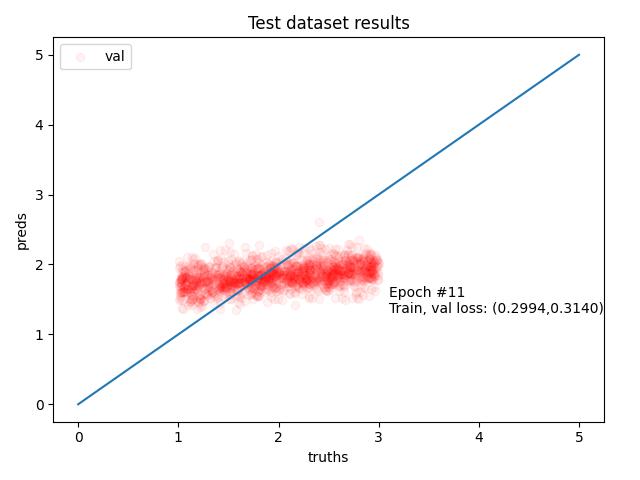 Test dataset results
val
5
4
3
2
1
0
preds
Epoch #11
Train, val loss: (0.2994,0.3140)
0 1 2 3 4 5
truths